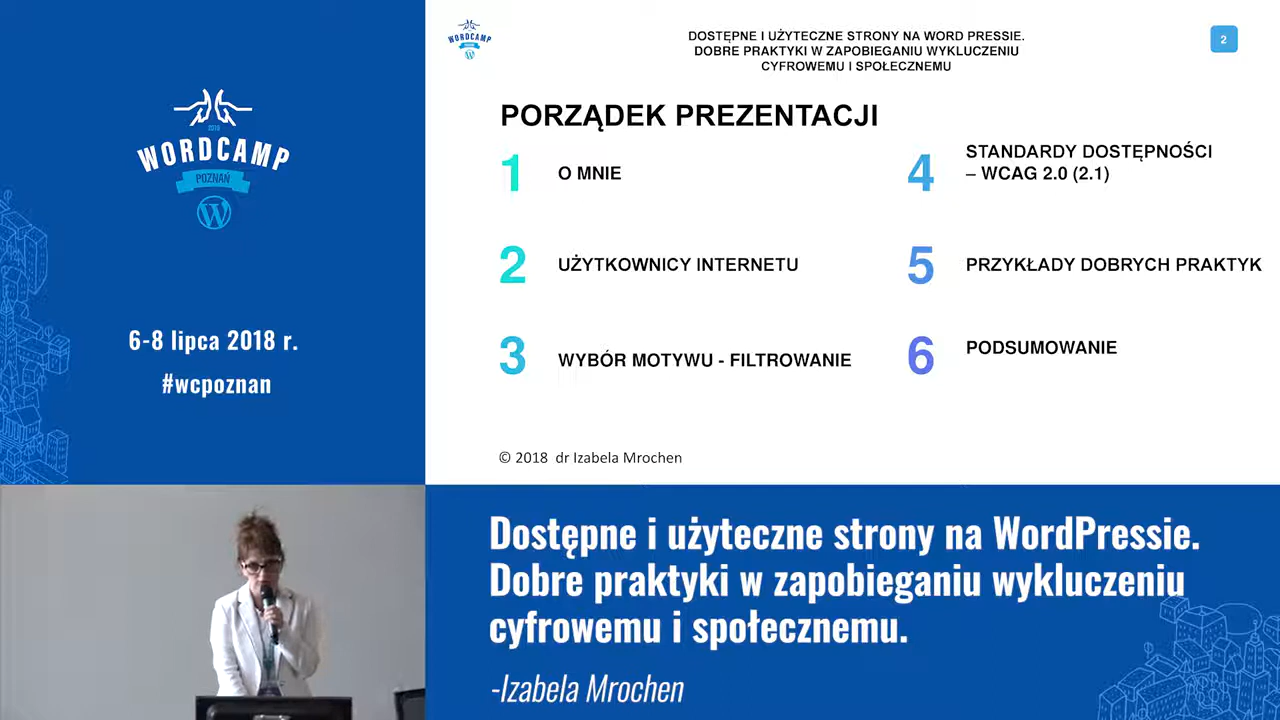 2018
WORDCAMP
POZNAŃ
6-8 lipca 2018 r.
#wcpoznan
WORDCAMP
DOSTĘPNE I UŻYTECZNE STRONY NA WORD PRESSIE.
DOBRE PRAKTYKI W ZAPOBIEGANIU WYKLUCZENIU
CYFROWEMU I SPOŁECZNEMU
2
PORZĄDEK PREZENTACJI
1 O MNIE
2 UŻYTKOWNICY INTERNETU
3 WYBÓR MOTYWU - FILTROWANIE
4 STANDARDY DOSTĘPNOŚCI
– WCAG 2.0 (2.1)
5 PRZYKŁADY DOBRYCH PRAKTYK
6 PODSUMOWANIE
© 2018 dr Izabela Mrochen
Dostępne i użyteczne strony na WordPressie.
Dobre praktyki w zapobieganiu wykluczeniu
cyfrowemu i społecznemu.
-Izabela Mrochen